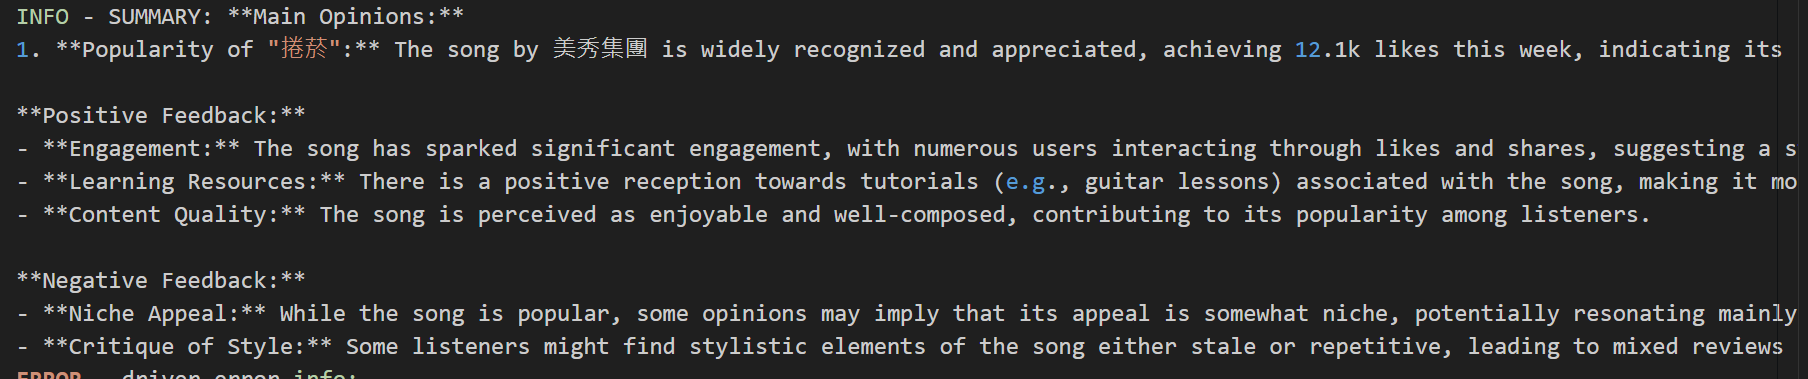 INFO - SUMMARY: **Main Opinions:**
1. **Popularity of "捲菸":** The song by 美秀集團 is widely recognized and appreciated, achieving 12.1k likes this week, indicating its
**Positive Feedback:**
- **Engagement:** The song has sparked significant engagement, with numerous users interacting through likes and shares, suggesting a s
- **Learning Resources:** There is a positive reception towards tutorials (e.g., guitar lessons) associated with the song, making it mo
- **Content Quality:** The song is perceived as enjoyable and well-composed, contributing to its popularity among listeners.
**Negative Feedback:**
- **Niche Appeal:** While the song is popular, some opinions may imply that its appeal is somewhat niche, potentially resonating mainly
- **Critique of Style:** Some listeners might find stylistic elements of the song either stale or repetitive, leading to mixed reviews
ERROR - driver error info: